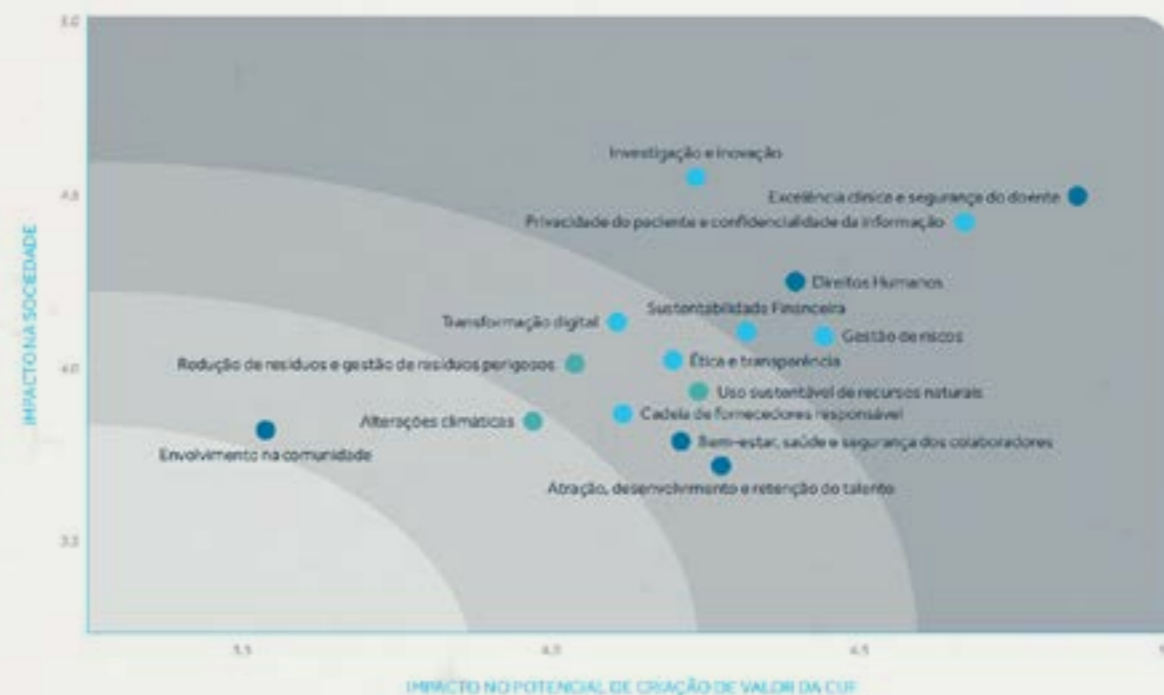 5.0
Investigação e inovação
4.5
Excelência clínica e segurança do doente
Privacidade do paciente e confidencialidade da informação
Direitos Humanos
Sustentabilidade Financeira
Transformação digital
Gestão de riscos
4.0
Redução de resíduos e gestão de resíduos perigosos
Ética e transparência
Uso sustentável de recursos naturais
Cadeia de fornecedores responsável
Alterações climáticas
Bem-estar, saúde e segurança dos colaboradores
Envolvimento na comunidade
Atração, desenvolvimento e retenção do talento
3.5
3.5
4.0
4.5
IMPACTO NA SOCIEDADE
IMPACTO NO POTENCIAL DE CRIAÇÃO DE VALOR DA CUF